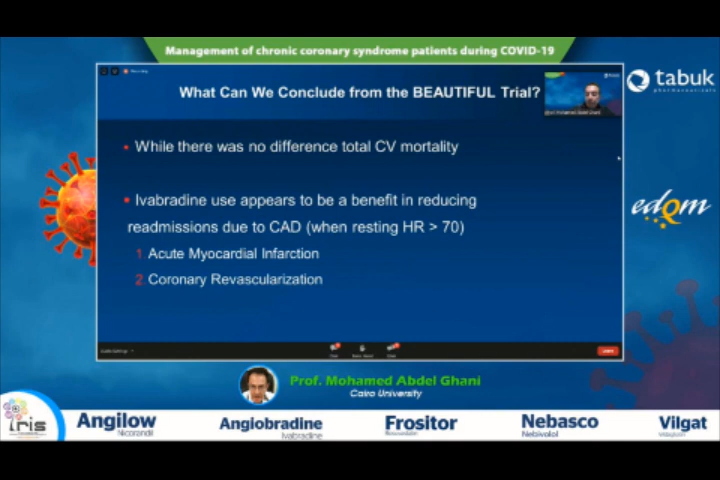 Management of chronic coronary syndrome patients during COVID-19
tabuk
pharmaceuticals
What Can We Conclude from the BEAUTIFUL Trial?
• While there was no difference total CV mortality
• Ivabradine use appears to be a benefit in reducing
readmissions due to CAD (when resting HR > 70)
1. Acute Myocardial Infarction
2. Coronary Revascularization
edqm
Prof. Mohamed Abdel Ghani
Cairo University
iris
Angilow
Nicorandil
Angiobradine
Ivabradine
Frositor
Nebasco
Nebivolol
Vilgat